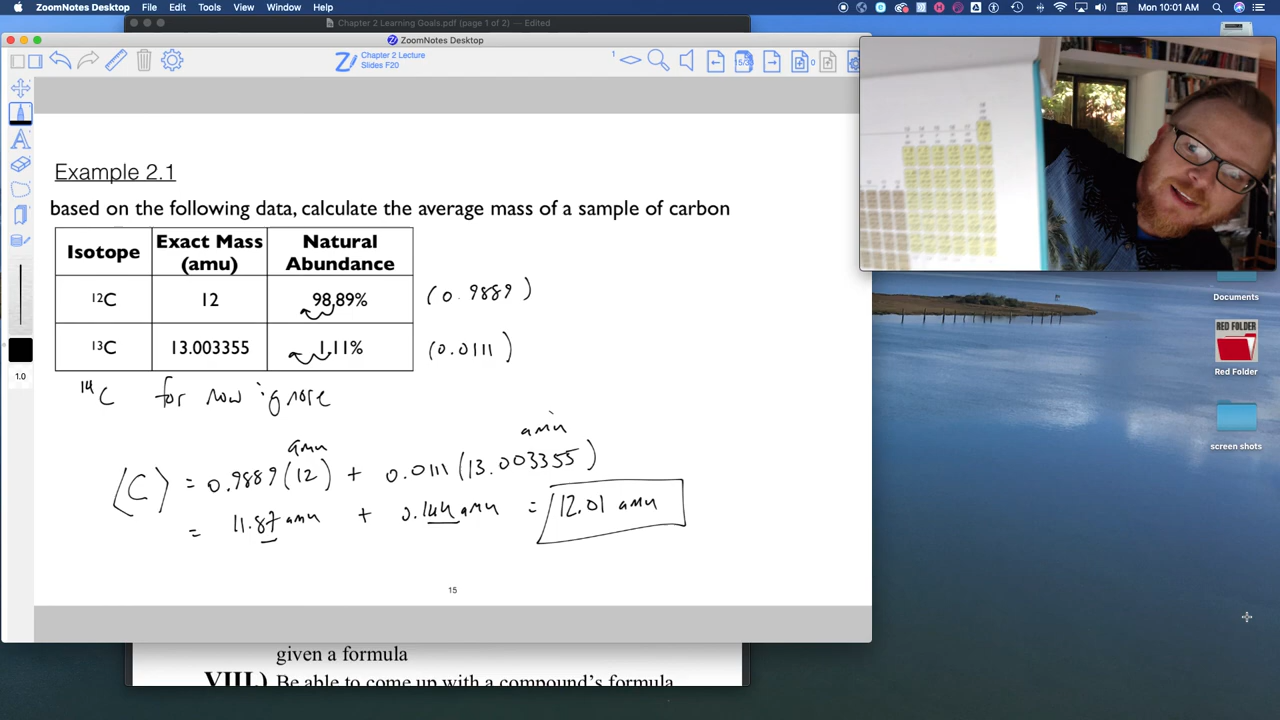 ZoomNotes Desktop File Edit Tools View Window Help
Mon 10:01 AM
Chapter 2 Learning Goals.pdf (page 1 of 2) — Edited
ZoomNotes Desktop
Chapter 2 Lecture
Slides F20
1
15/3
0
Example 2.1
based on the following data, calculate the average mass of a sample of carbon
Isotope Exact Mass (amu) Natural Abundance
12C 12 98.89% (0.9889)
13C 13.003355 1.11% (0.0111)
14C for now ignore
amu amu
⟨C⟩ = 0.9889(12) + 0.0111(13.003355)
= 11.87 amu + 0.144 amu = 12.01 amu
15
1.0
given a formula
VIII.) Be able to come up with a compound's formula
Documents
RED FOLDER
Red Folder
screen shots